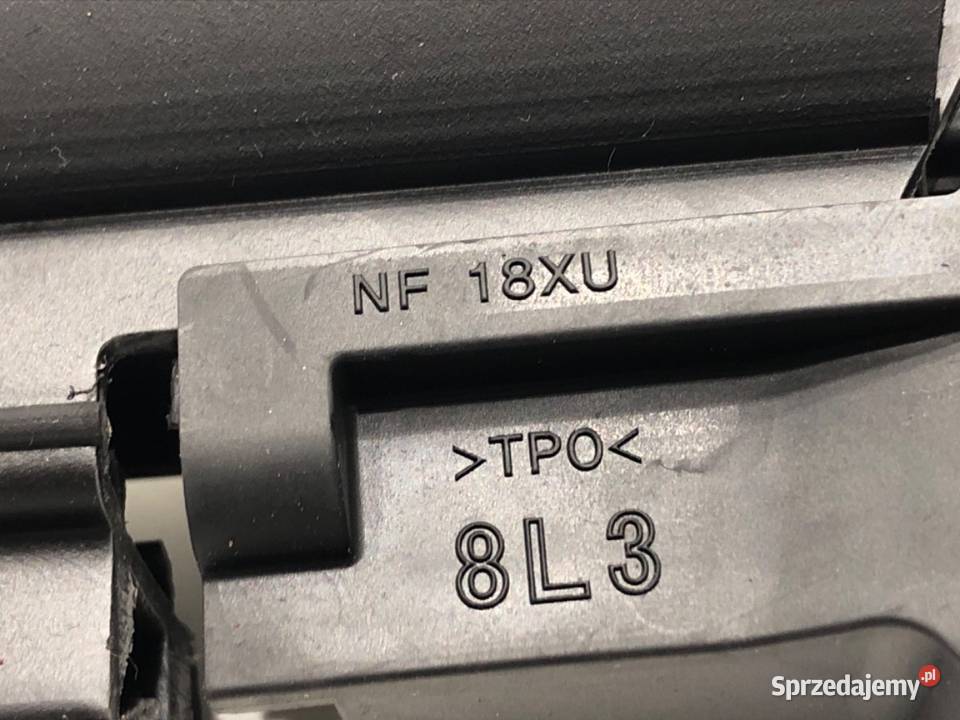 NF 18XU
>TPO<
8L3
Sprzedajemy.pl